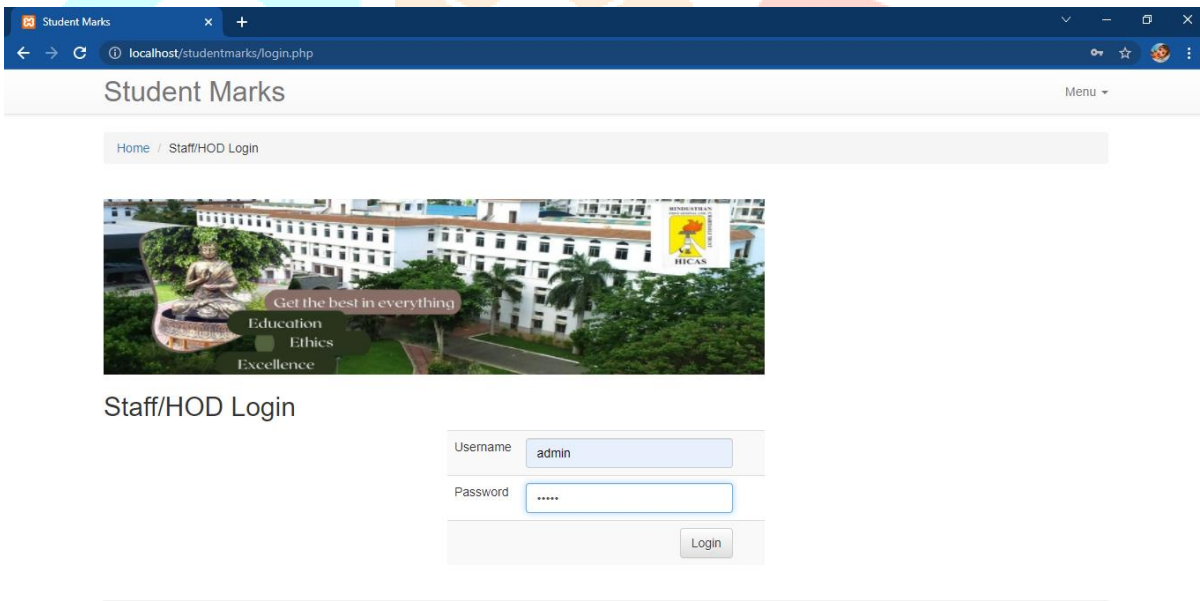 Student Marks
localhost/studentmarks/login.php
Student Marks
Menu
Home / Staff/HOD Login
HINDUSTHAN
HICAS
Get the best in everything
Education
Ethics
Excellence
Staff/HOD Login
Username
admin
Password
•••••
Login